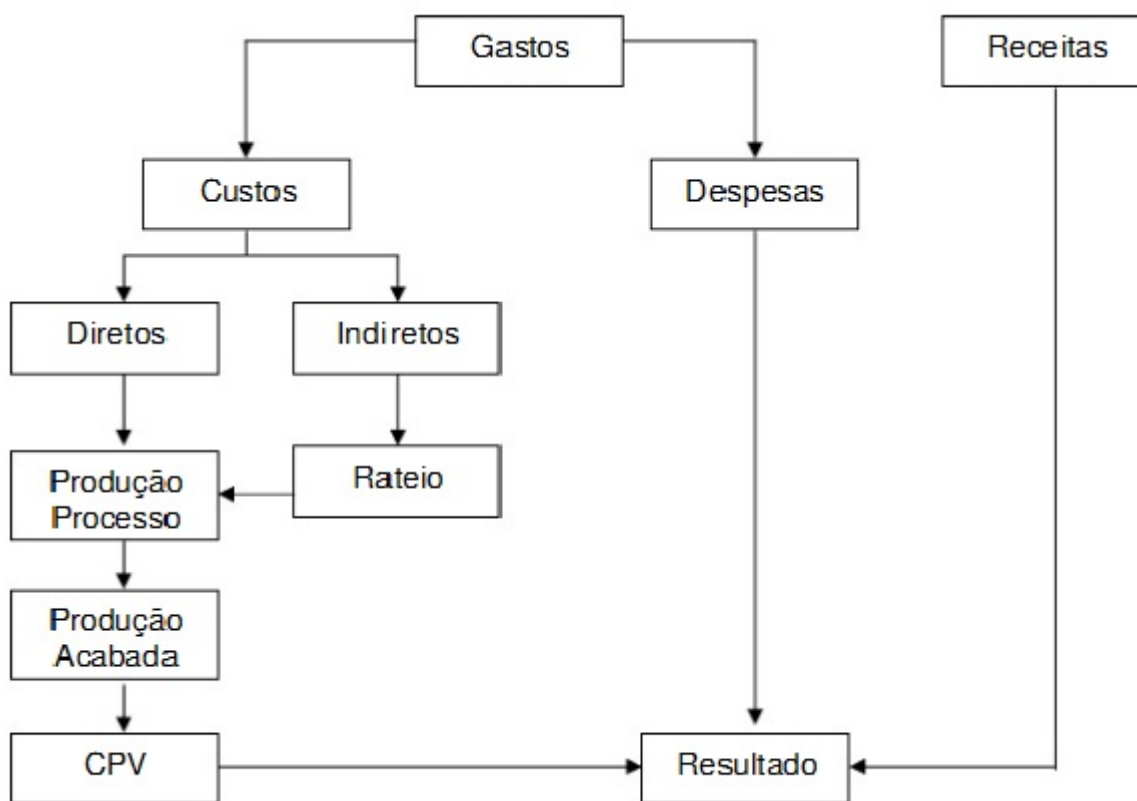 Gastos
Receitas
Custos
Despesas
Diretos
Indiretos
Produção
Processo
Rateio
Produção
Acabada
CPV
Resultado